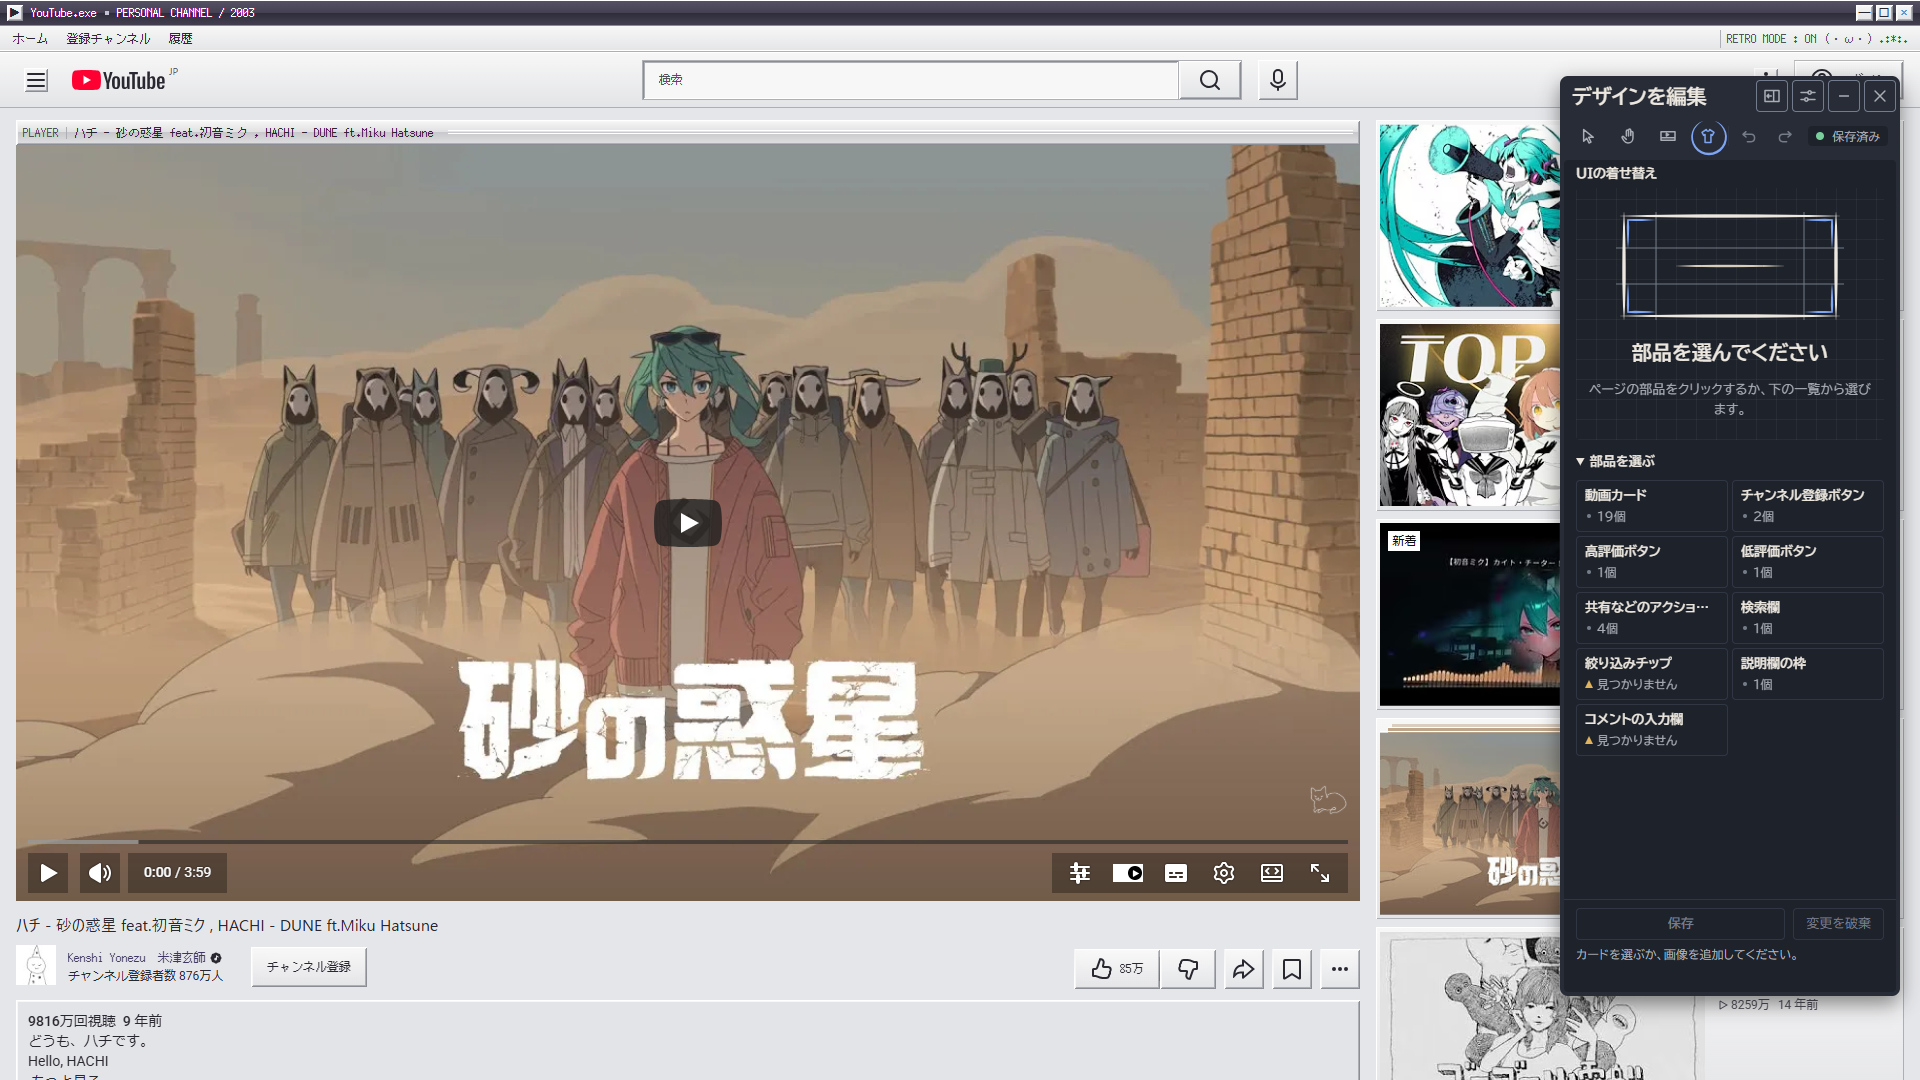 YouTube.exe ▪ PERSONAL CHANNEL / 2003
ホーム 登録チャンネル 履歴
RETRO MODE : ON (・ω・) .:*:.
YouTube JP
検索
PLAYER ハチ - 砂の惑星 feat.初音ミク , HACHI - DUNE ft.Miku Hatsune
砂の惑星
0:00 / 3:59
ハチ - 砂の惑星 feat.初音ミク , HACHI - DUNE ft.Miku Hatsune
Kenshi Yonezu 米津玄師
チャンネル登録者数 876万人
チャンネル登録
85万
9816万回視聴 9 年前
どうも、ハチです。
Hello, HACHI
TOP
新着
【初音ミク】カイト・チーター
砂の惑
8259万 14 年前
デザインを編集
保存済み
UIの着せ替え
部品を選んでください
ページの部品をクリックするか、下の一覧から選び
ます。
▼ 部品を選ぶ
動画カード
• 19個
チャンネル登録ボタン
• 2個
高評価ボタン
• 1個
低評価ボタン
• 1個
共有などのアクショ…
• 4個
検索欄
• 1個
絞り込みチップ
▲ 見つかりません
説明欄の枠
• 1個
コメントの入力欄
▲ 見つかりません
保存
変更を破棄
カードを選ぶか、画像を追加してください。